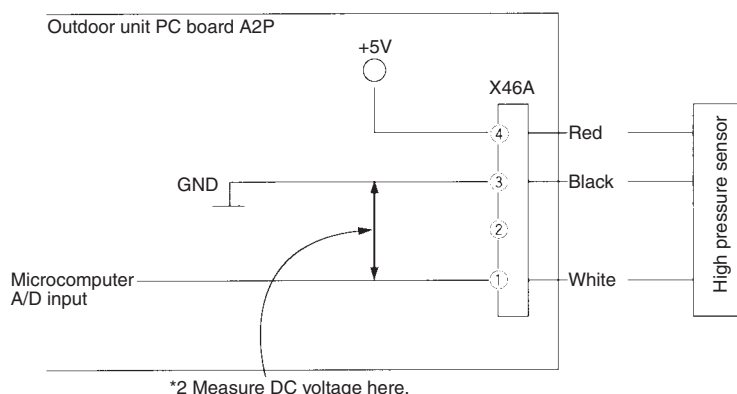 Outdoor unit PC board A2P
+5V
X46A
4
Red
3
Black
GND
2
1
White
Microcomputer
A/D input
High pressure sensor
*2 Measure DC voltage here.